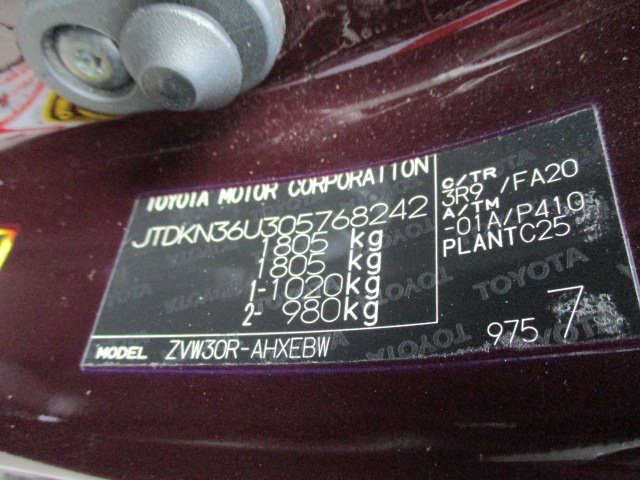 TOYOTA MOTOR CORPORATION
JTDKN36U305768242
1805 kg
1805 kg
1-1020kg
2- 980kg
MODEL ZVW30R-AHXEBW
C/TR
3R9 /FA20
A/TM
-01A/P410
PLANTC25
975 7